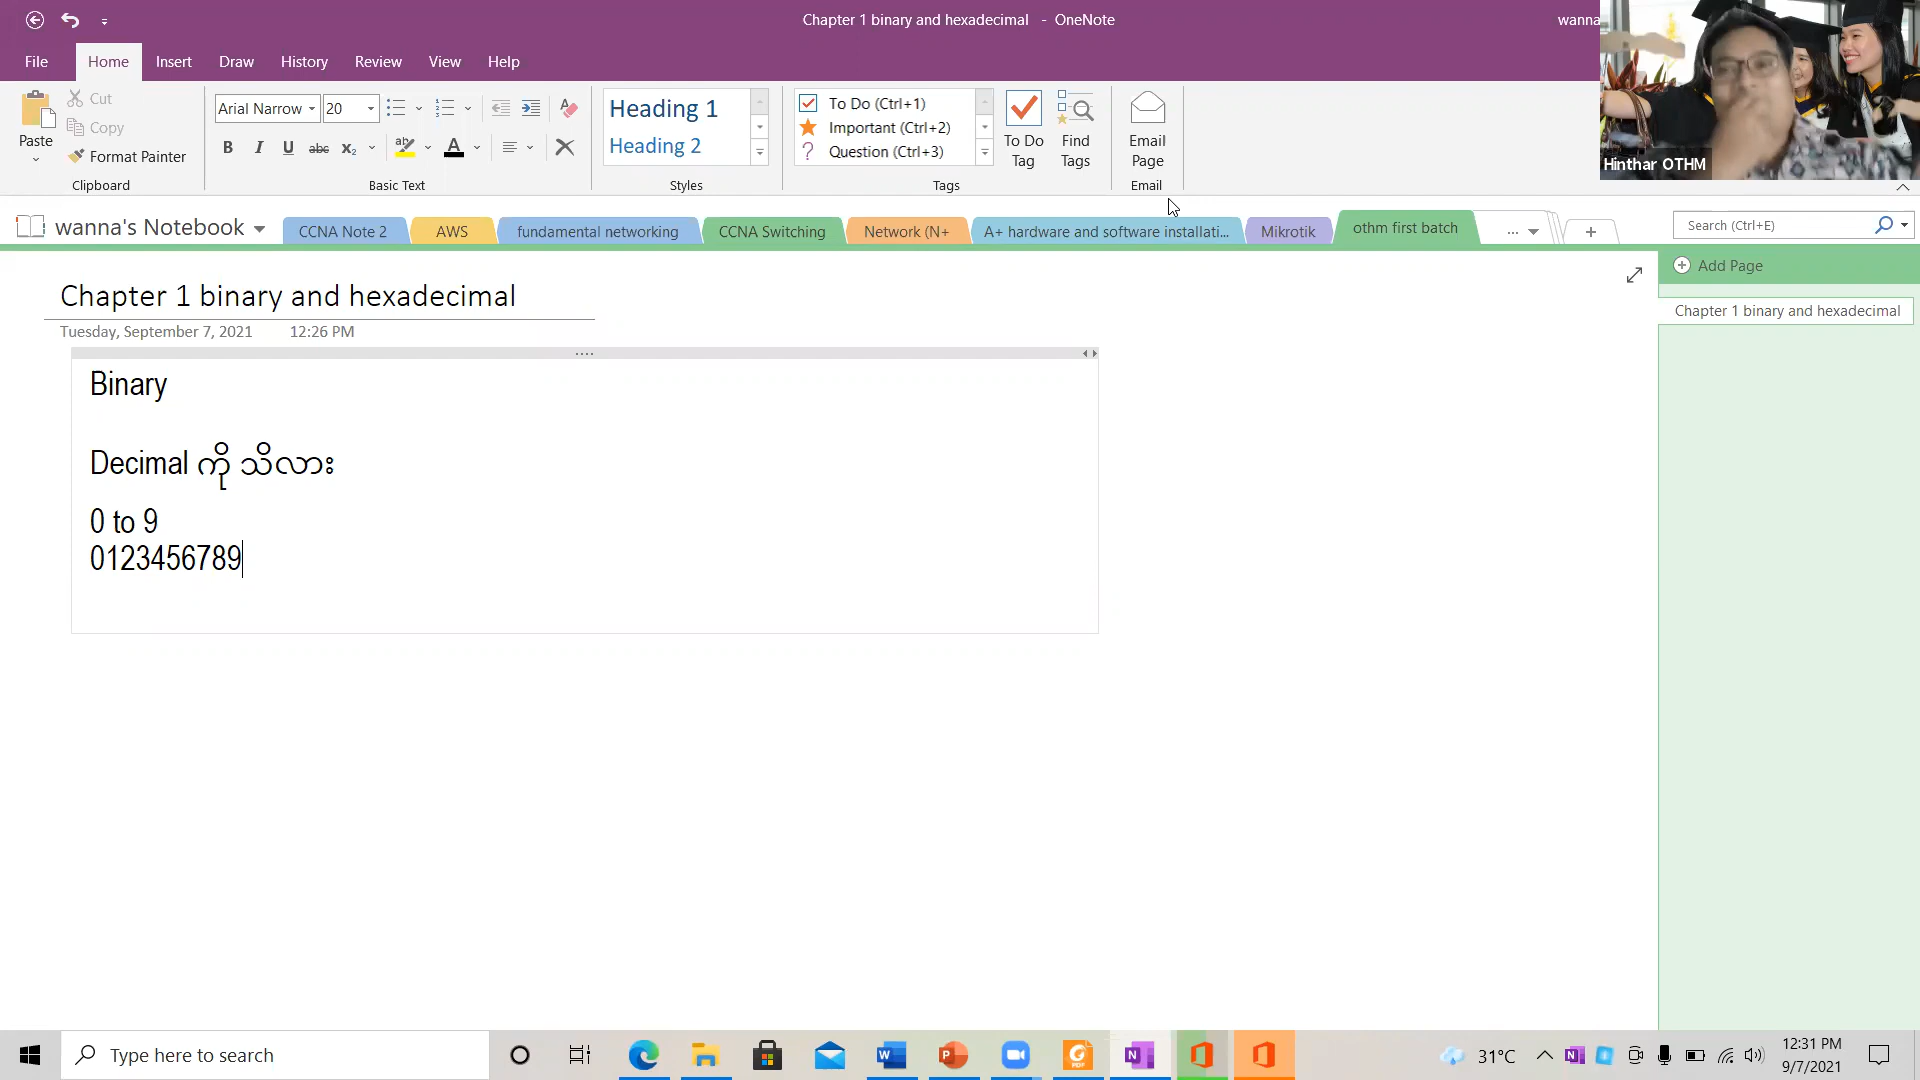 Chapter 1 binary and hexadecimal - OneNote
wanna
File Home Insert Draw History Review View Help
Paste
Cut
Copy
Format Painter
Clipboard
Arial Narrow 20
B I U abc X₂ ab A
Basic Text
Heading 1
Heading 2
Styles
To Do (Ctrl+1)
Important (Ctrl+2)
? Question (Ctrl+3)
Tags
To Do Tag
Find Tags
Email Page
Email
Hinthar OTHM
wanna's Notebook
CCNA Note 2
AWS
fundamental networking
CCNA Switching
Network (N+
A+ hardware and software installati...
Mikrotik
othm first batch
...
+
Search (Ctrl+E)
Add Page
Chapter 1 binary and hexadecimal
Chapter 1 binary and hexadecimal
Tuesday, September 7, 2021 12:26 PM
Binary
Decimal ကို သိလား
0 to 9
0123456789
Type here to search
31°C
12:31 PM
9/7/2021